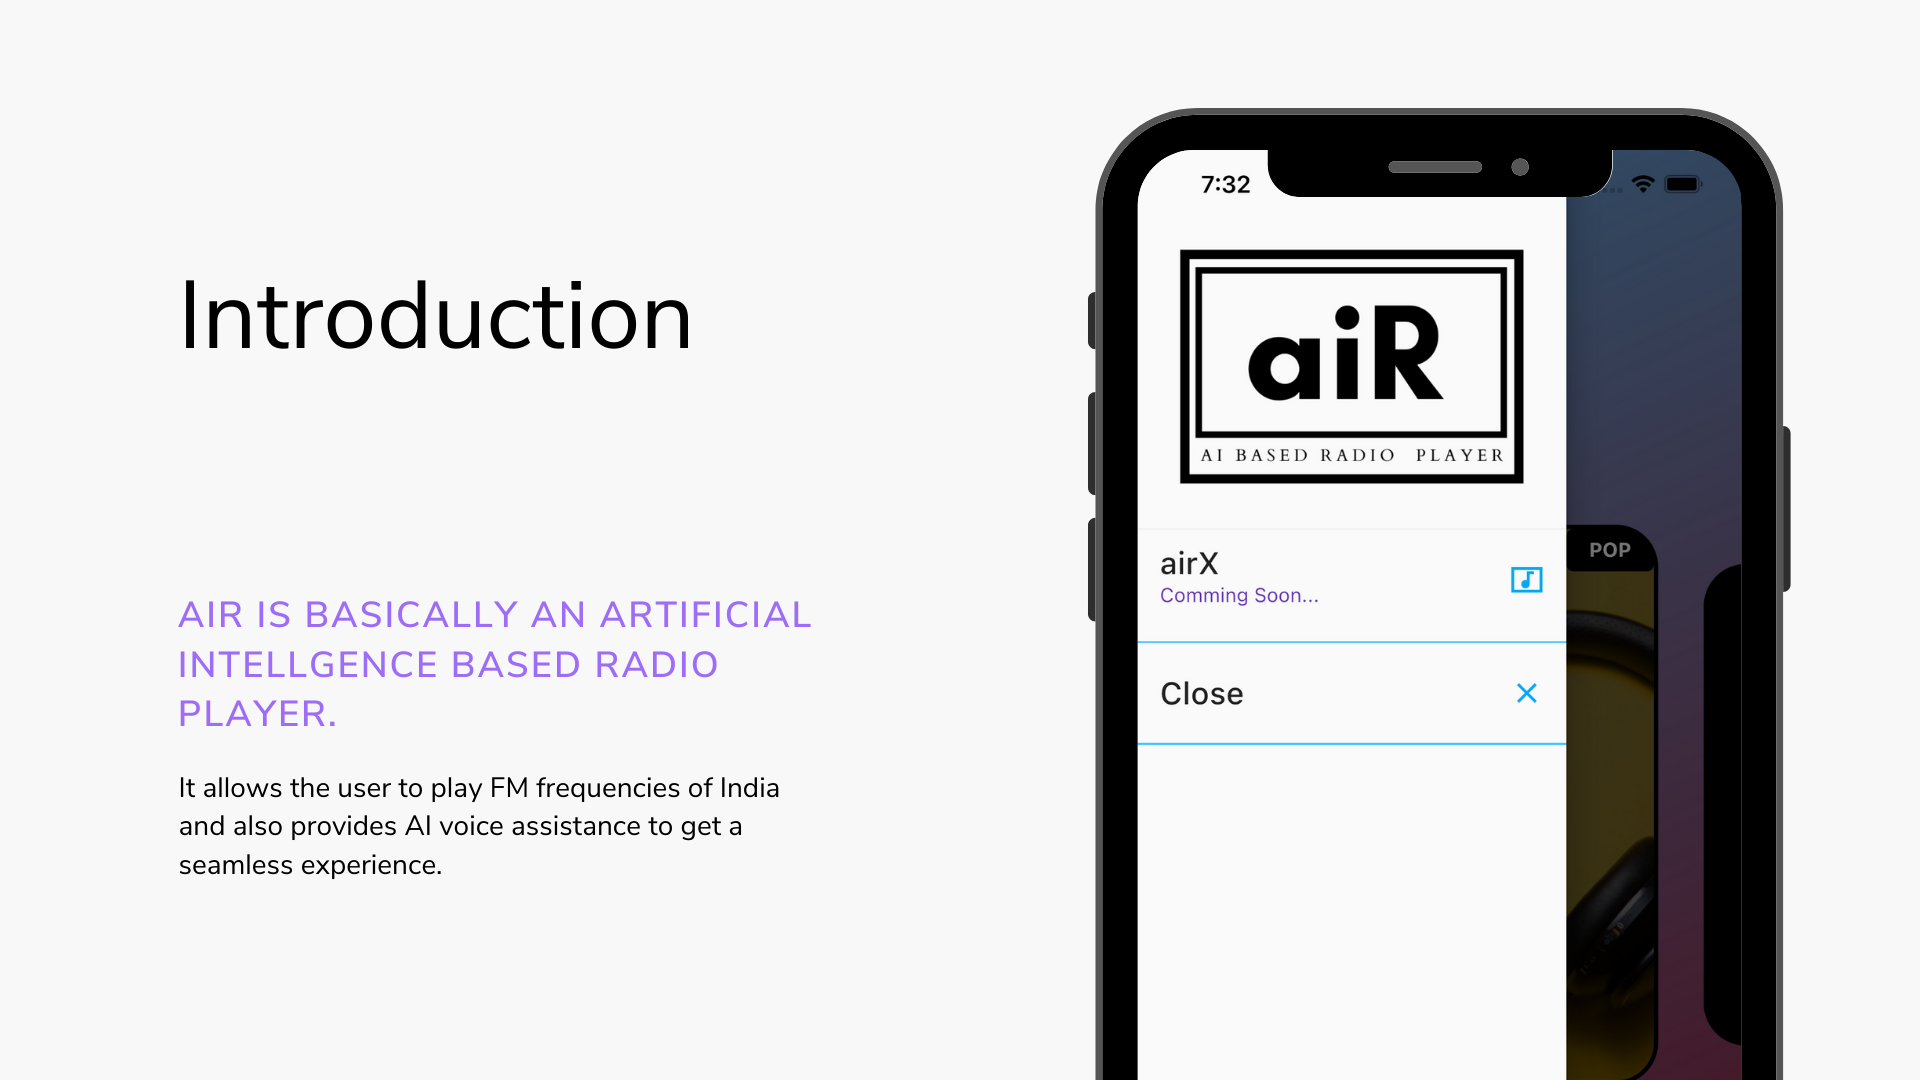 Introduction
AIR IS BASICALLY AN ARTIFICIAL
INTELLGENCE BASED RADIO
PLAYER.
It allows the user to play FM frequencies of India
and also provides AI voice assistance to get a
seamless experience.
7:32
aiR
AI BASED RADIO PLAYER
airX
Comming Soon...
Close
POP